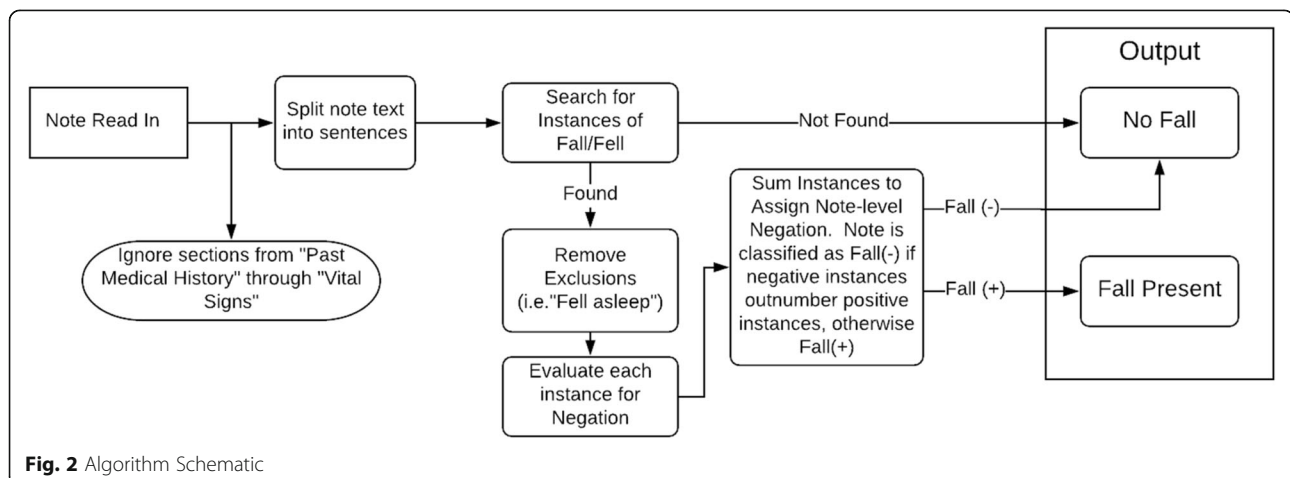 Output
Note Read In
Split note text
into sentences
Search for
Instances of
Fall/Fell
Not Found
No Fall
Found
Ignore sections from "Past
Medical History" through "Vital
Signs"
Remove
Exclusions
(i.e."Fell asleep")
Evaluate each
instance for
Negation
Sum Instances to
Assign Note-level
Negation. Note is
classified as Fall(-) if
negative instances
outnumber positive
instances, otherwise
Fall(+)
Fall (-)
Fall (+)
Fall Present
Fig. 2 Algorithm Schematic